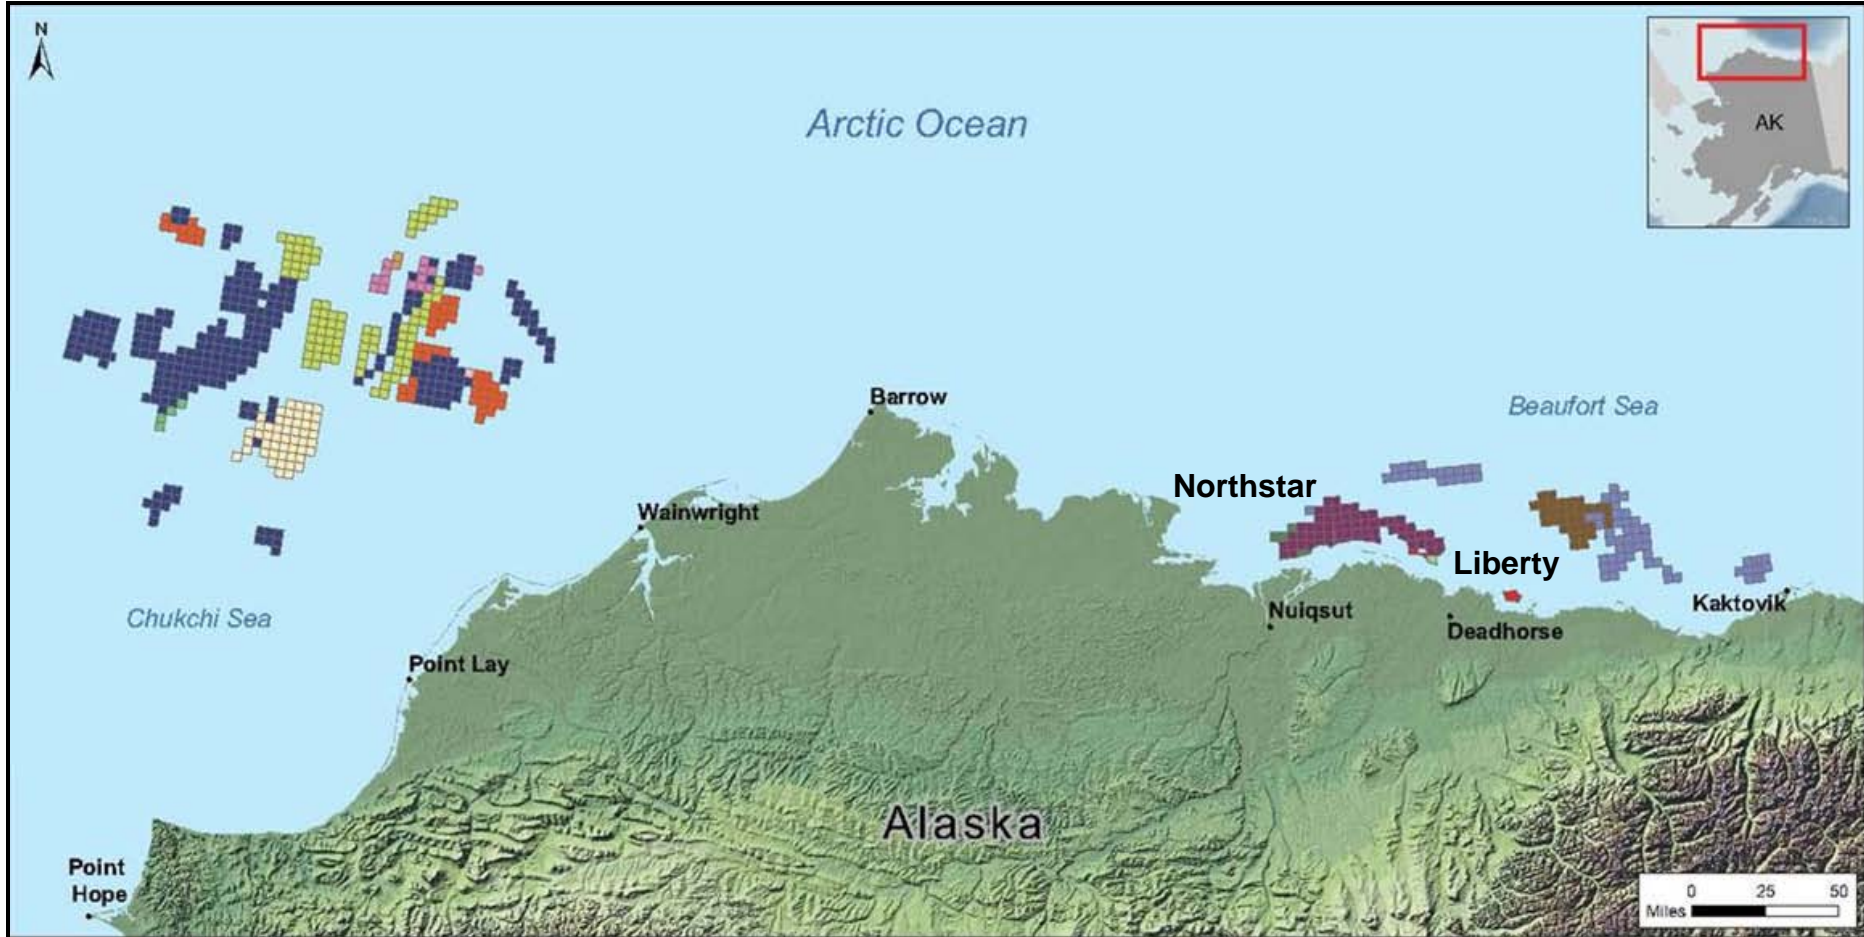 N
Arctic Ocean
AK
Barrow
Beaufort Sea
Northstar
Wainwright
Liberty
Chukchi Sea
Nuiqsut
Kaktovik
Deadhorse
Point Lay
Alaska
Point
Hope
0 25 50
Miles